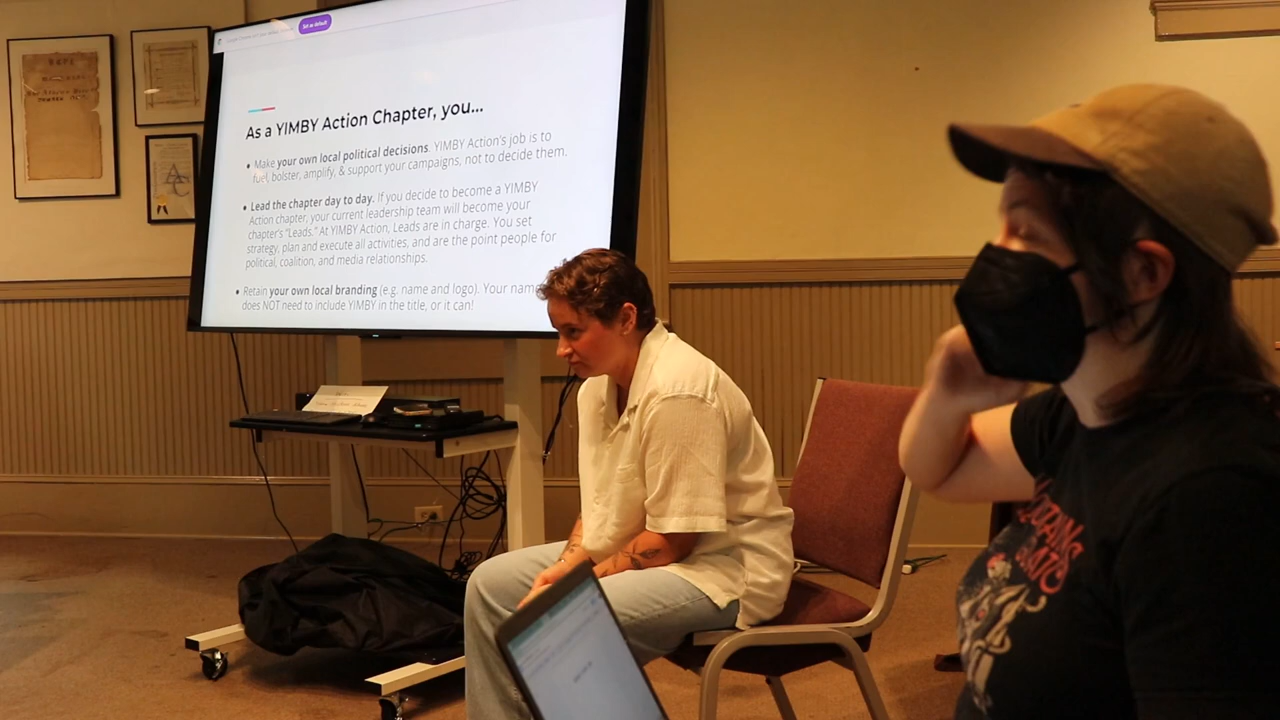 Set as default
As a YIMBY Action Chapter, you...
• Make your own local political decisions. YIMBY Action's job is to
fuel, bolster, amplify, & support your campaigns, not to decide them.
• Lead the chapter day to day. If you decide to become a YIMBY
Action chapter, your current leadership team will become your
chapter's "Leads." At YIMBY Action, Leads are in charge. You set
strategy, plan and execute all activities, and are the point people for
political, coalition, and media relationships.
• Retain your own local branding (e.g. name and logo). Your name
does NOT need to include YIMBY in the title, or it can!